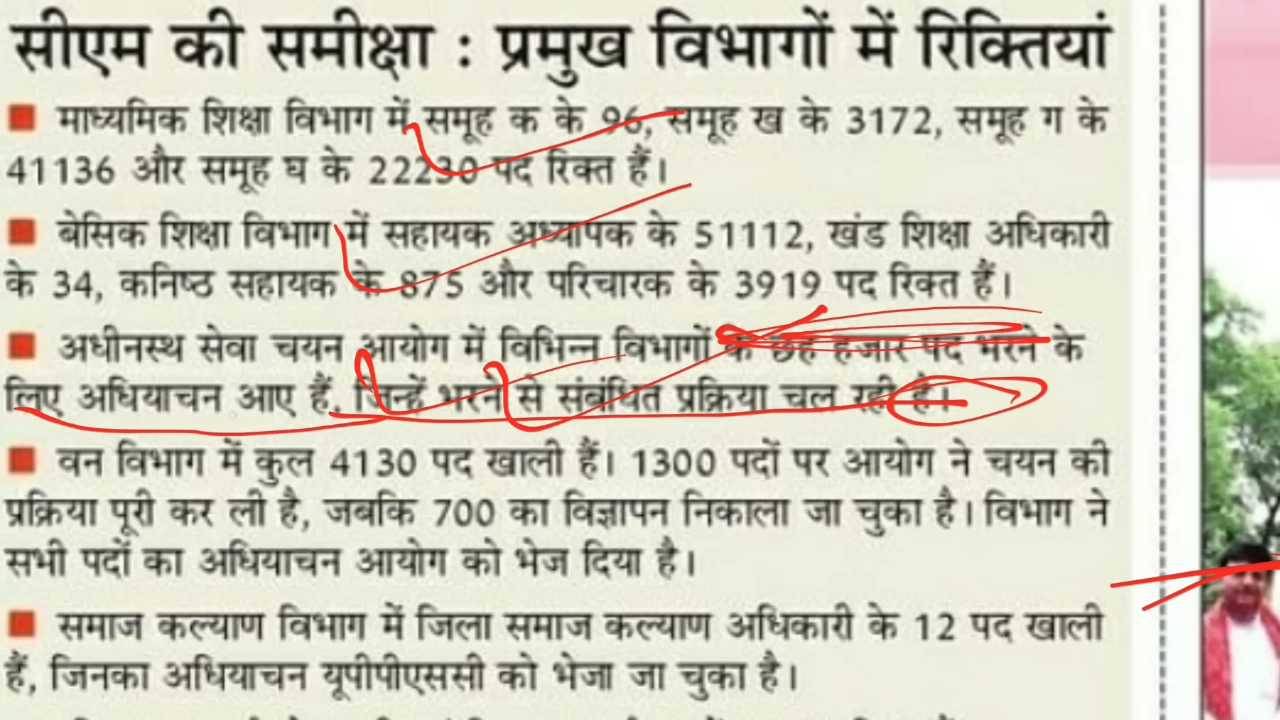 सीएम की समीक्षा : प्रमुख विभागों में रिक्तियां
■ माध्यमिक शिक्षा विभाग में समूह क के 96, समूह ख के 3172, समूह ग के
41136 और समूह घ के 22230 पद रिक्त हैं।
■ बेसिक शिक्षा विभाग में सहायक अध्यापक के 51112, खंड शिक्षा अधिकारी
के 34, कनिष्ठ सहायक के 875 और परिचारक के 3919 पद रिक्त हैं।
■ अधीनस्थ सेवा चयन आयोग में विभिन्न विभागों के छह हजार पद भरने के
लिए अधियाचन आए हैं, जिन्हें भरने से संबंधित प्रक्रिया चल रही है।
■ वन विभाग में कुल 4130 पद खाली हैं। 1300 पदों पर आयोग ने चयन की
प्रक्रिया पूरी कर ली है, जबकि 700 का विज्ञापन निकाला जा चुका है। विभाग ने
सभी पदों का अधियाचन आयोग को भेज दिया है।
■ समाज कल्याण विभाग में जिला समाज कल्याण अधिकारी के 12 पद खाली
हैं, जिनका अधियाचन यूपीपीएससी को भेजा जा चुका है।